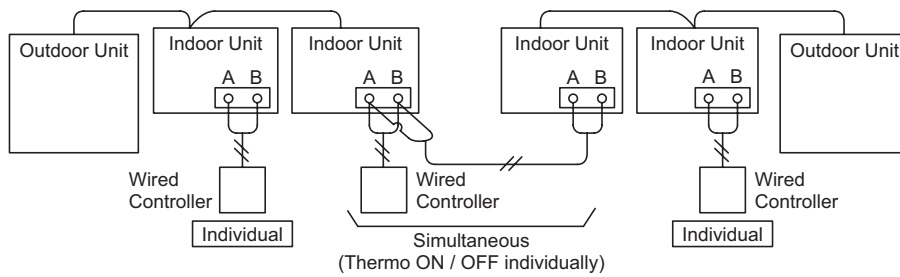 Outdoor Unit
Indoor Unit
A B
Indoor Unit
A B
Indoor Unit
A B
Indoor Unit
A B
Outdoor Unit
Wired
Controller
Individual
Wired
Controller
Simultaneous
(Thermo ON / OFF individually)
Wired
Controller
Individual